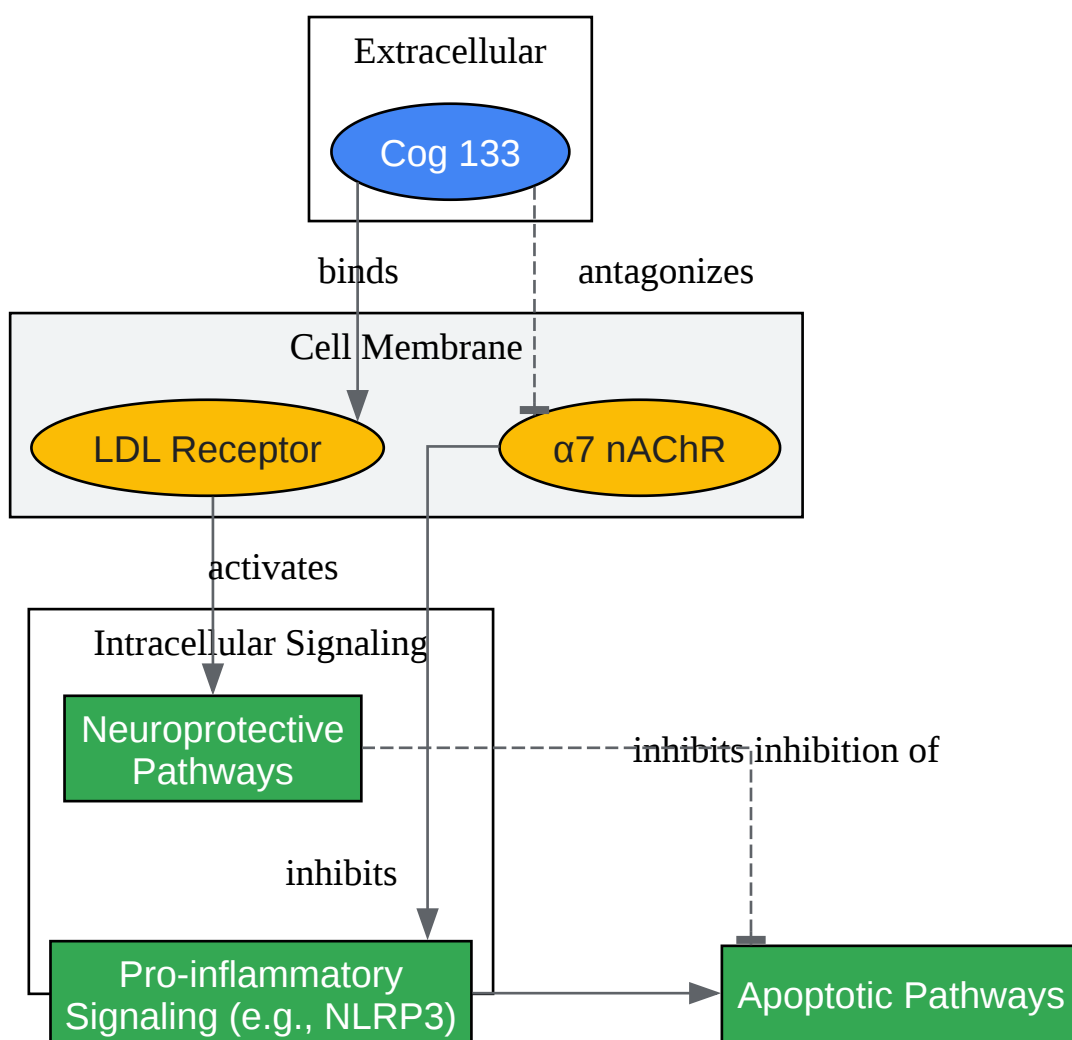 Extracellular
Cog 133
binds
antagonizes
Cell Membrane
LDL Receptor
α7 nAChR
activates
Intracellular Signaling
Neuroprotective
Pathways
inhibits inhibition of
inhibits
Pro-inflammatory
Signaling (e.g., NLRP3)
Apoptotic Pathways